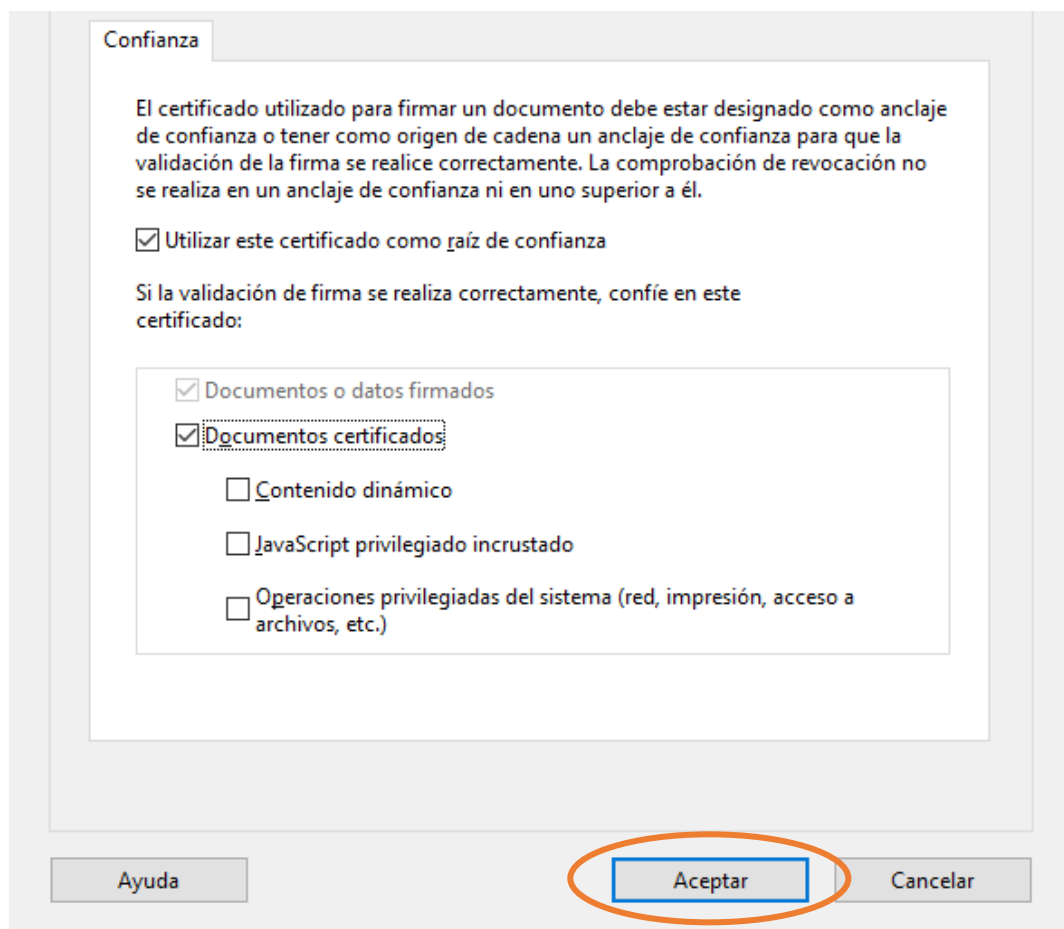 Confianza
El certificado utilizado para firmar un documento debe estar designado como anclaje
de confianza o tener como origen de cadena un anclaje de confianza para que la
validación de la firma se realice correctamente. La comprobación de revocación no
se realiza en un anclaje de confianza ni en uno superior a él.
Utilizar este certificado como raíz de confianza
Si la validación de firma se realiza correctamente, confíe en este
certificado:
Documentos o datos firmados
Documentos certificados
Contenido dinámico
JavaScript privilegiado incrustado
Operaciones privilegiadas del sistema (red, impresión, acceso a
archivos, etc.)
Ayuda
Aceptar
Cancelar